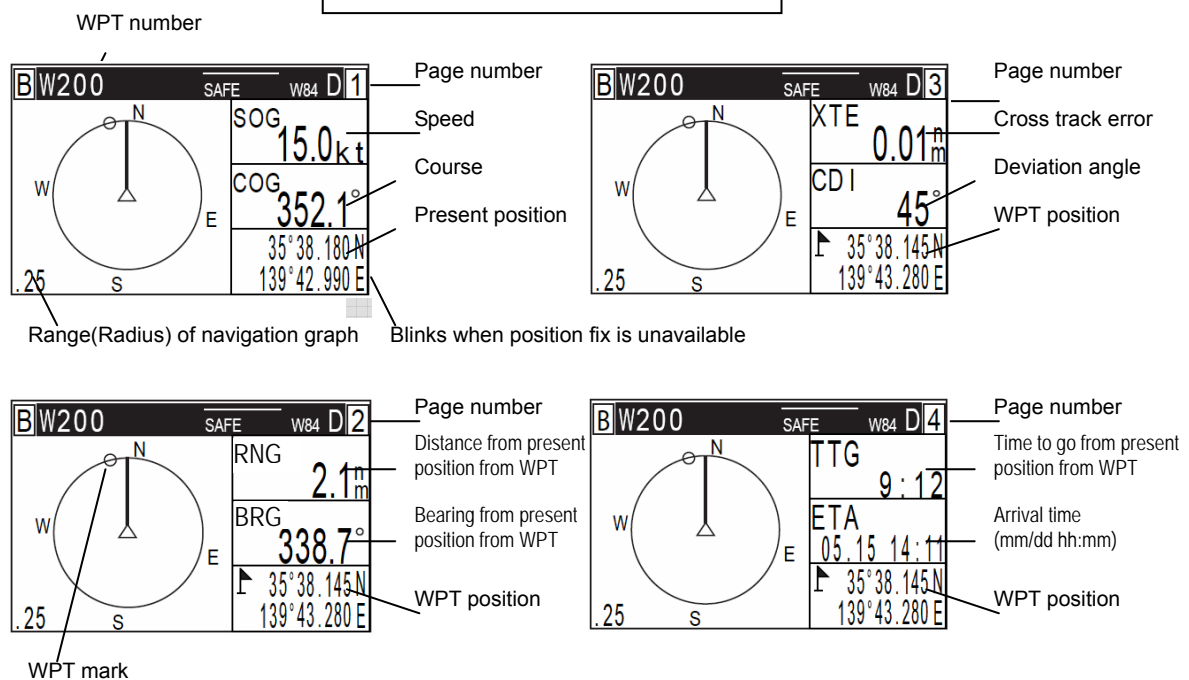 WPT number
B W200 SAFE W84 D 1
N
W
E
S
.25
SOG
15.0kt
COG
352.1°
35°38.180N
139°42.990E
Page number
Speed
Course
Present position
Range(Radius) of navigation graph
Blinks when position fix is unavailable
B W200 SAFE W84 D 3
N
W
E
S
.25
XTE
0.01nm
CDI
45°
35°38.145N
139°43.280E
Page number
Cross track error
Deviation angle
WPT position
B W200 SAFE W84 D 2
N
W
E
S
.25
RNG
2.1nm
BRG
338.7°
35°38.145N
139°43.280E
Page number
Distance from present
position from WPT
Bearing from present
position from WPT
WPT position
WPT mark
B W200 SAFE W84 D 4
N
W
E
S
.25
TTG
9:12
ETA
05.15 14:11
35°38.145N
139°43.280E
Page number
Time to go from present
position from WPT
Arrival time
(mm/dd hh:mm)
WPT position